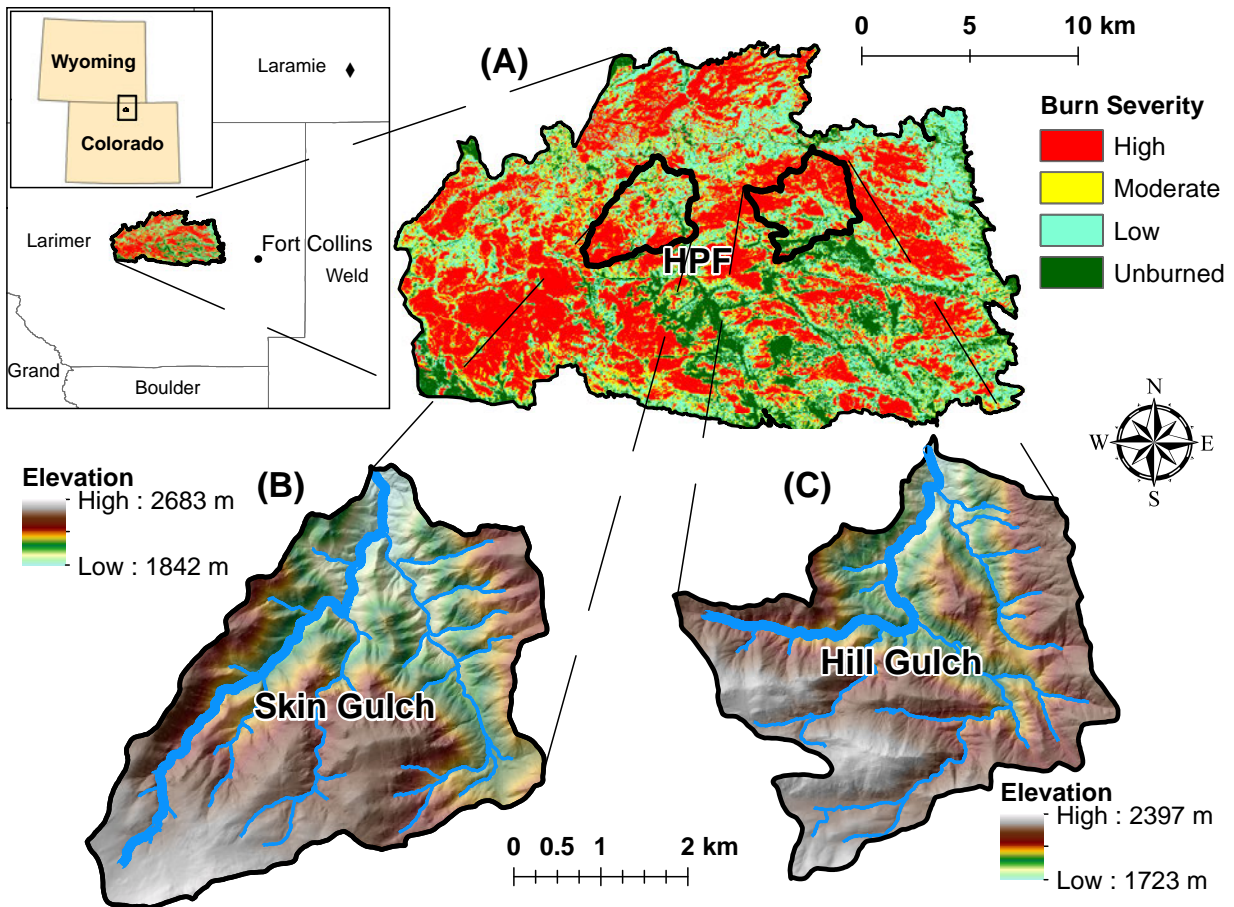 Wyoming
Colorado
Laramie
Larimer
Fort Collins
Weld
Grand
Boulder
(A)
0 5 10 km
Burn Severity
High
Moderate
Low
Unburned
HPF
N
W E
S
Elevation
High : 2683 m
Low : 1842 m
(B)
Skin Gulch
(C)
Hill Gulch
0 0.5 1 2 km
Elevation
High : 2397 m
Low : 1723 m